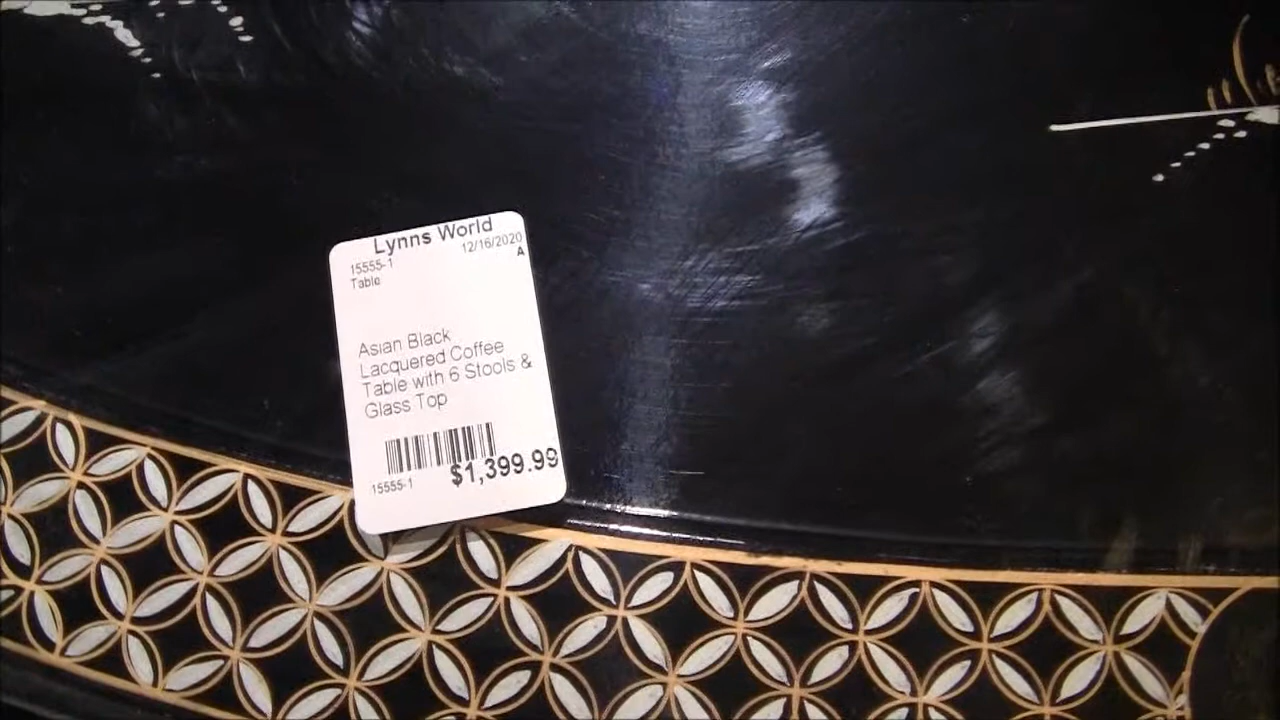 Lynns World
12/16/2020
15555-1
A
Table
Asian Black
Lacquered Coffee
Table with 6 Stools &
Glass Top
$1,399.99
15555-1